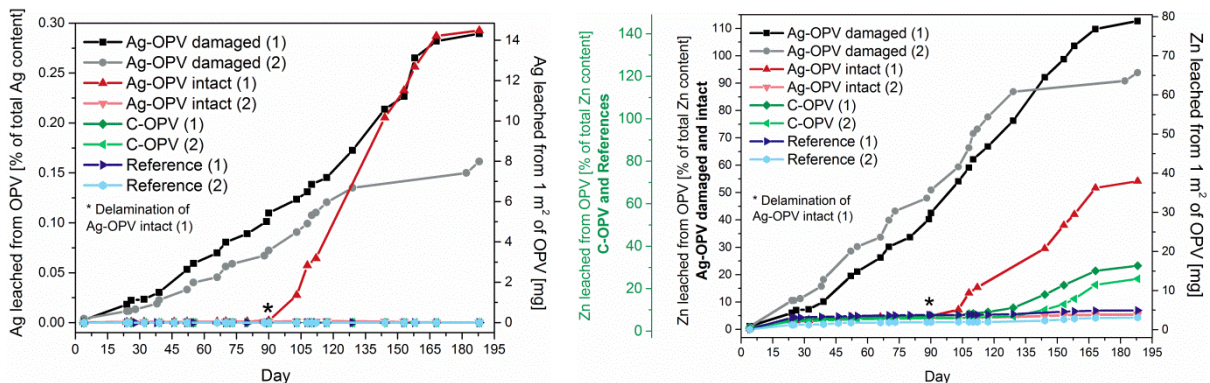 Ag leached from OPV [% of total Ag content]
0.30
0.25
0.20
0.15
0.10
0.05
0.00
Ag-OPV damaged (1)
Ag-OPV damaged (2)
Ag-OPV intact (1)
Ag-OPV intact (2)
C-OPV (1)
C-OPV (2)
Reference (1)
Reference (2)
* Delamination of
Ag-OPV intact (1)
*
14
12
10
8
6
4
2
0
Ag leached from 1 m² of OPV [mg]
0 15 30 45 60 75 90 105 120 135 150 165 180 195
Day
Zn leached from OPV [% of total Zn content]
C-OPV and References
140
120
100
80
60
40
20
0
Zn leached from OPV [% of total Zn content]
Ag-OPV damaged and intact
110
100
90
80
70
60
50
40
30
20
10
0
Ag-OPV damaged (1)
Ag-OPV damaged (2)
Ag-OPV intact (1)
Ag-OPV intact (2)
C-OPV (1)
C-OPV (2)
Reference (1)
Reference (2)
* Delamination of
Ag-OPV intact (1)
*
80
70
60
50
40
30
20
10
0
Zn leached from 1 m² of OPV [mg]
0 15 30 45 60 75 90 105 120 135 150 165 180 195
Day